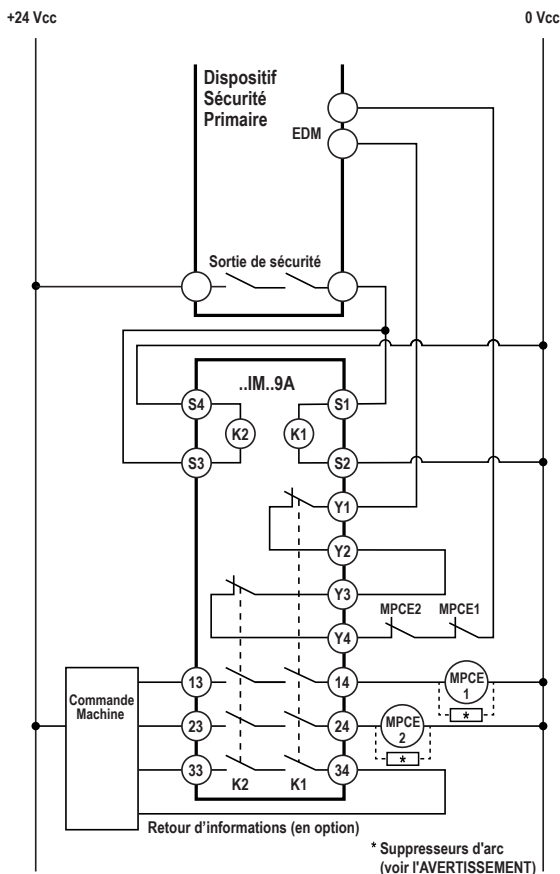 +24 Vcc
0 Vcc
Dispositif
Sécurité
Primaire
EDM
Sortie de sécurité
..IM..9A
S4
S1
K2
K1
S3
S2
Y1
Y2
Y3
Y4
MPCE2
MPCE1
Commande
Machine
13
14
MPCE
1
*
23
24
MPCE
2
*
33
34
K2
K1
Retour d'informations (en option)
* Suppresseurs d'arc
(voir l'AVERTISSEMENT)